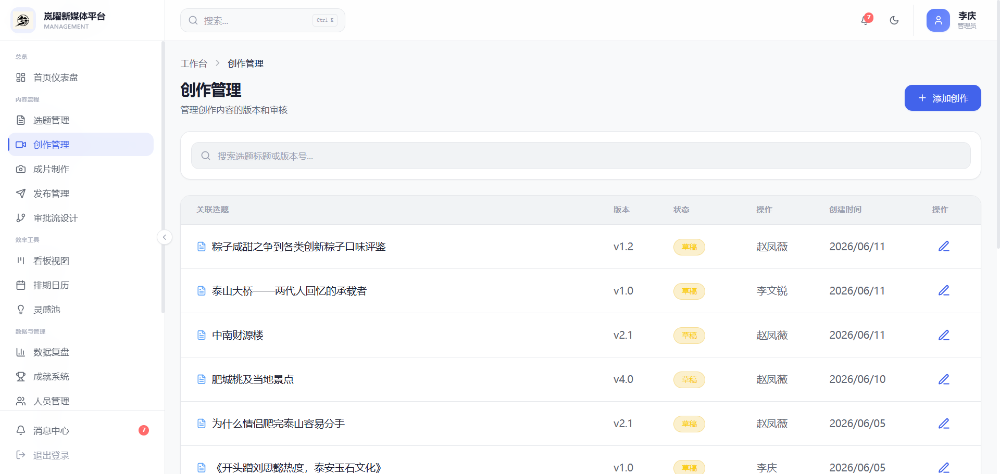 岚曜新媒体平台
MANAGEMENT
搜索...
Ctrl K
7
李庆
管理员
总览
首页仪表盘
内容流程
选题管理
创作管理
成片制作
发布管理
审批流设计
效率工具
看板视图
排期日历
灵感池
数据与管理
数据复盘
成就系统
人员管理
消息中心
7
退出登录
工作台 > 创作管理
创作管理
管理创作内容的版本和审核
添加创作
搜索选题标题或版本号...
关联选题 版本 状态 操作 创建时间 操作
粽子咸甜之争到各类创新粽子口味评鉴 v1.2 草稿 赵凤薇 2026/06/11
泰山大桥——两代人回忆的承载者 v1.0 草稿 李文锐 2026/06/11
中南财源楼 v2.1 草稿 赵凤薇 2026/06/11
肥城桃及当地景点 v4.0 草稿 赵凤薇 2026/06/10
为什么情侣爬完泰山容易分手 v2.1 草稿 赵凤薇 2026/06/05
《开头蹭刘思懿热度，泰安玉石文化》 v1.0 草稿 李庆 2026/06/05